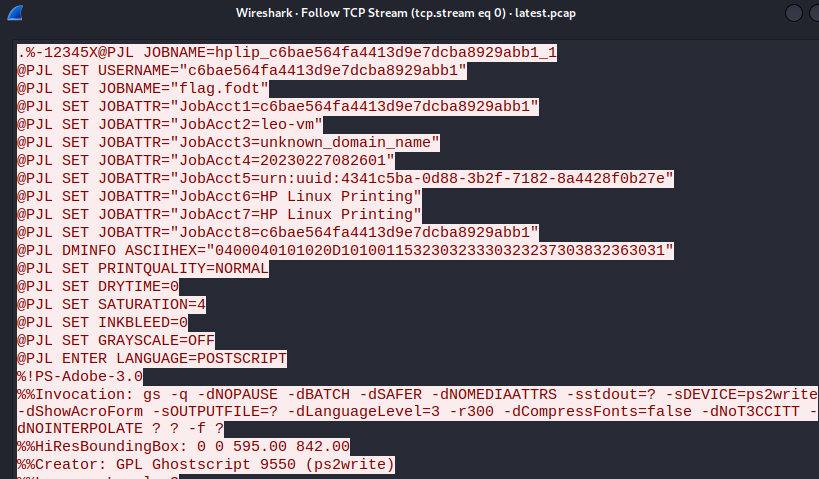 Wireshark · Follow TCP Stream (tcp.stream eq 0) · latest.pcap
.%-12345X@PJL JOBNAME=hplip_c6bae564fa4413d9e7dcba8929abb1_1
@PJL SET USERNAME="c6bae564fa4413d9e7dcba8929abb1"
@PJL SET JOBNAME="flag.fodt"
@PJL SET JOBATTR="JobAcct1=c6bae564fa4413d9e7dcba8929abb1"
@PJL SET JOBATTR="JobAcct2=leo-vm"
@PJL SET JOBATTR="JobAcct3=unknown_domain_name"
@PJL SET JOBATTR="JobAcct4=20230227082601"
@PJL SET JOBATTR="JobAcct5=urn:uuid:4341c5ba-0d88-3b2f-7182-8a4428f0b27e"
@PJL SET JOBATTR="JobAcct6=HP Linux Printing"
@PJL SET JOBATTR="JobAcct7=HP Linux Printing"
@PJL SET JOBATTR="JobAcct8=c6bae564fa4413d9e7dcba8929abb1"
@PJL DMINFO ASCIIHEX="0400040101020D10100115323032333032323730383236 3031"
@PJL SET PRINTQUALITY=NORMAL
@PJL SET DRYTIME=0
@PJL SET SATURATION=4
@PJL SET INKBLEED=0
@PJL SET GRAYSCALE=OFF
@PJL ENTER LANGUAGE=POSTSCRIPT
%!PS-Adobe-3.0
%%Invocation: gs -q -dNOPAUSE -dBATCH -dSAFER -dNOMEDIAATTRS -sstdout=? -sDEVICE=ps2write
-dShowAcroForm -sOUTPUTFILE=? -dLanguageLevel=3 -r300 -dCompressFonts=false -dNoT3CCITT -
dNOINTERPOLATE ? ? -f ?
%%HiResBoundingBox: 0 0 595.00 842.00
%%Creator: GPL Ghostscript 9550 (ps2write)